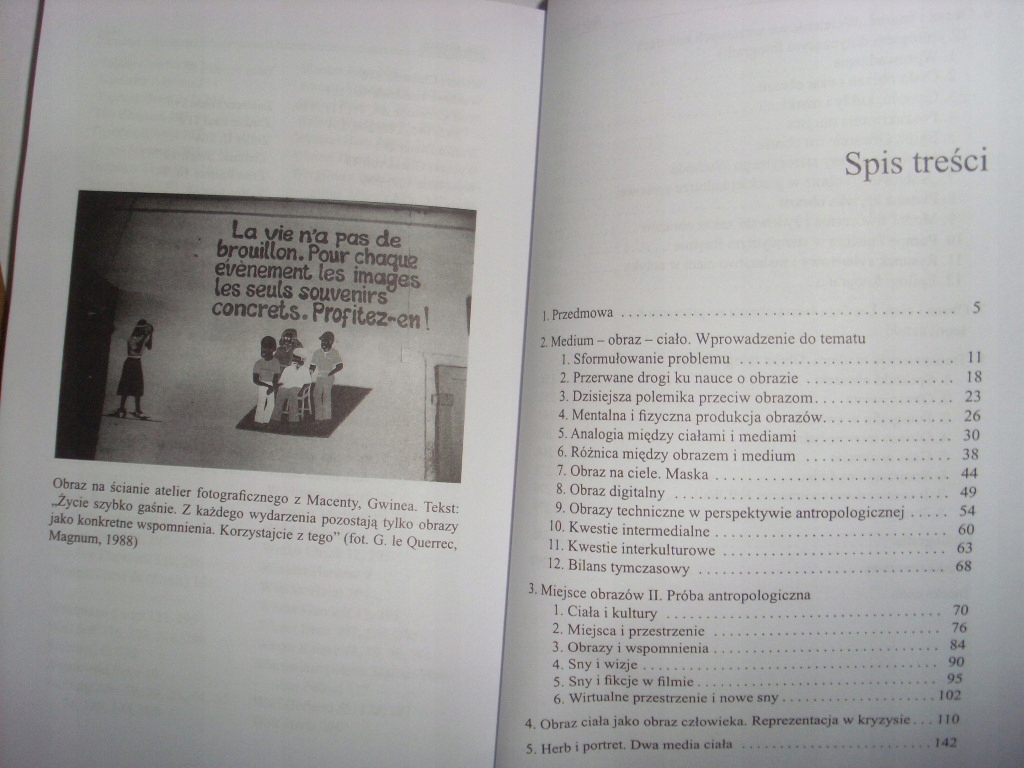 La vie n'a pas de
brouillon. Pour chaque
évènement les images
les seuls souvenirs
concrets. Profitez-en!
Obraz na ścianie atelier fotograficznego z Macenty, Gwinea. Tekst:
„Życie szybko gaśnie. Z każdego wydarzenia pozostają tylko obrazy
jako konkretne wspomnienia. Korzystajcie z tego” (fot. G. le Querrec,
Magnum, 1988)
Spis treści
1. Przedmowa . . . . . . . . . . 5
2. Medium – obraz – ciało. Wprowadzenie do tematu
1. Sformułowanie problemu . . . . . . . . . . 11
2. Przerwane drogi ku nauce o obrazie . . . . . . . . . . 18
3. Dzisiejsza polemika przeciw obrazom . . . . . . . . . . 23
4. Mentalna i fizyczna produkcja obrazów . . . . . . . . . . 26
5. Analogia między ciałami i mediami . . . . . . . . . . 30
6. Różnica między obrazem i medium . . . . . . . . . . 38
7. Obraz na ciele. Maska . . . . . . . . . . 44
8. Obraz digitalny . . . . . . . . . . 49
9. Obrazy techniczne w perspektywie antropologicznej . . . . . 54
10. Kwestie intermedialne . . . . . . . . . . 60
11. Kwestie interkulturowe . . . . . . . . . . 63
12. Bilans tymczasowy . . . . . . . . . . 68
3. Miejsce obrazów II. Próba antropologiczna
1. Ciała i kultury . . . . . . . . . . 70
2. Miejsca i przestrzenie . . . . . . . . . . 76
3. Obrazy i wspomnienia . . . . . . . . . . 84
4. Sny i wizje . . . . . . . . . . 90
5. Sny i fikcje w filmie . . . . . . . . . . 95
6. Wirtualne przestrzenie i nowe sny . . . . . . . . . . 102
4. Obraz ciała jako obraz człowieka. Reprezentacja w kryzysie . . . 110
5. Herb i portret. Dwa media ciała . . . . . . . . . . 142